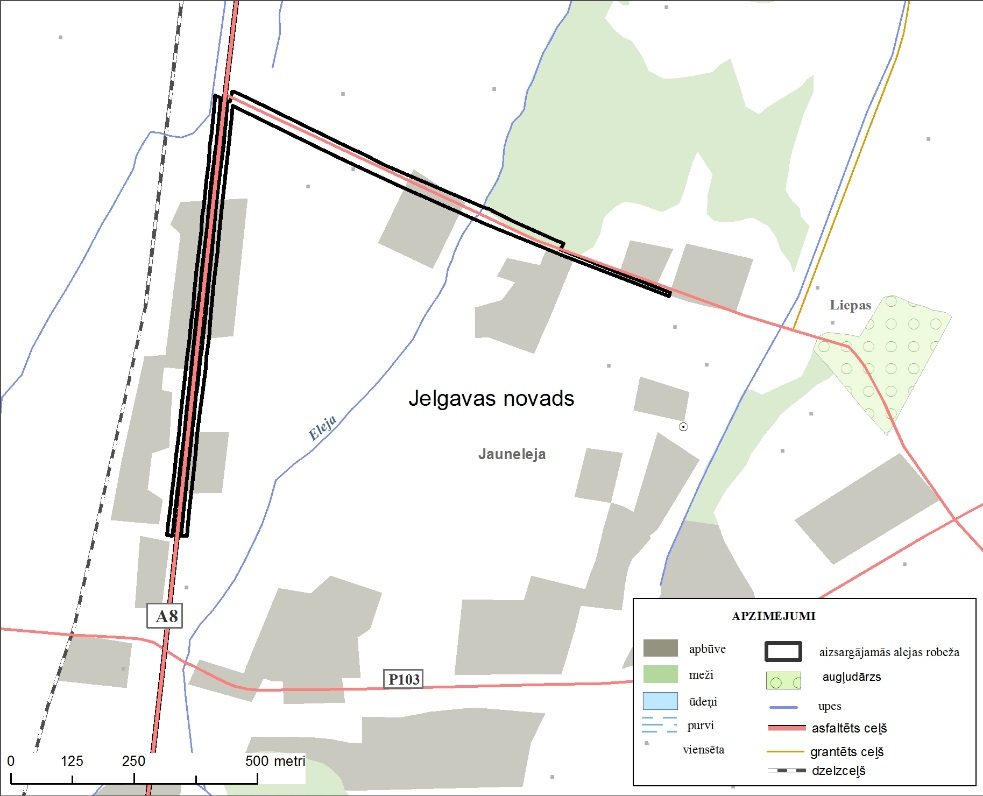 Liepas
Jelgavas novads
Eleja
Jauneleja
A8
P103
APZĪMĒJUMI
apbūve
meži
ūdeņi
purvi
viensēta
aizsargājamās alejas robeža
augļudārzs
upes
asfaltēts ceļš
grantēts ceļš
dzelzceļš
0 125 250 500 metri